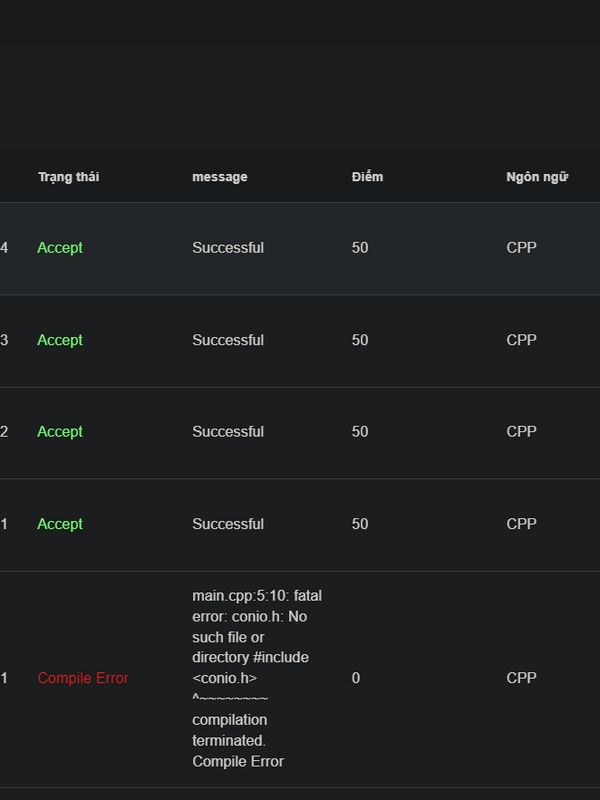 Trạng thái message Điểm Ngôn ngữ
4 Accept Successful 50 CPP
3 Accept Successful 50 CPP
2 Accept Successful 50 CPP
1 Accept Successful 50 CPP
main.cpp:5:10: fatal
error: conio.h: No
such file or
directory #include
1 Compile Error <conio.h> 0 CPP
^~~~~~~~~
compilation
terminated.
Compile Error